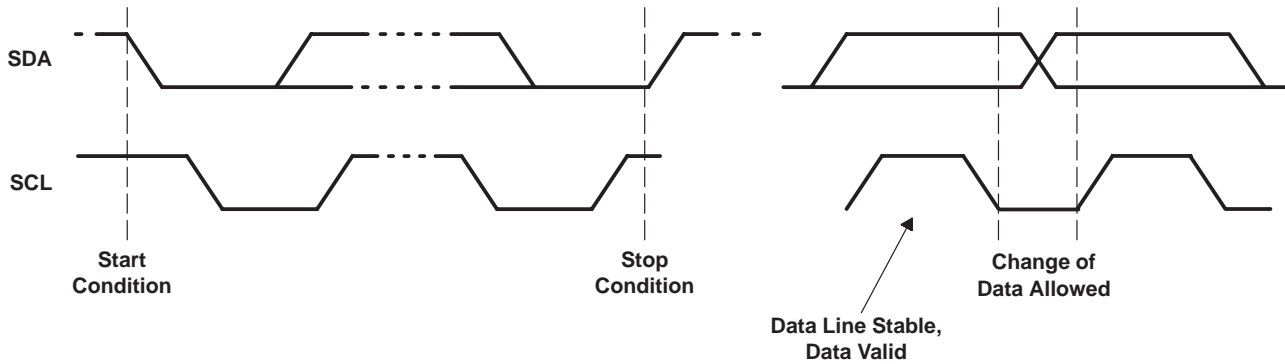 SDA
SCL
Start
Condition
Stop
Condition
Change of
Data Allowed
Data Line Stable,
Data Valid